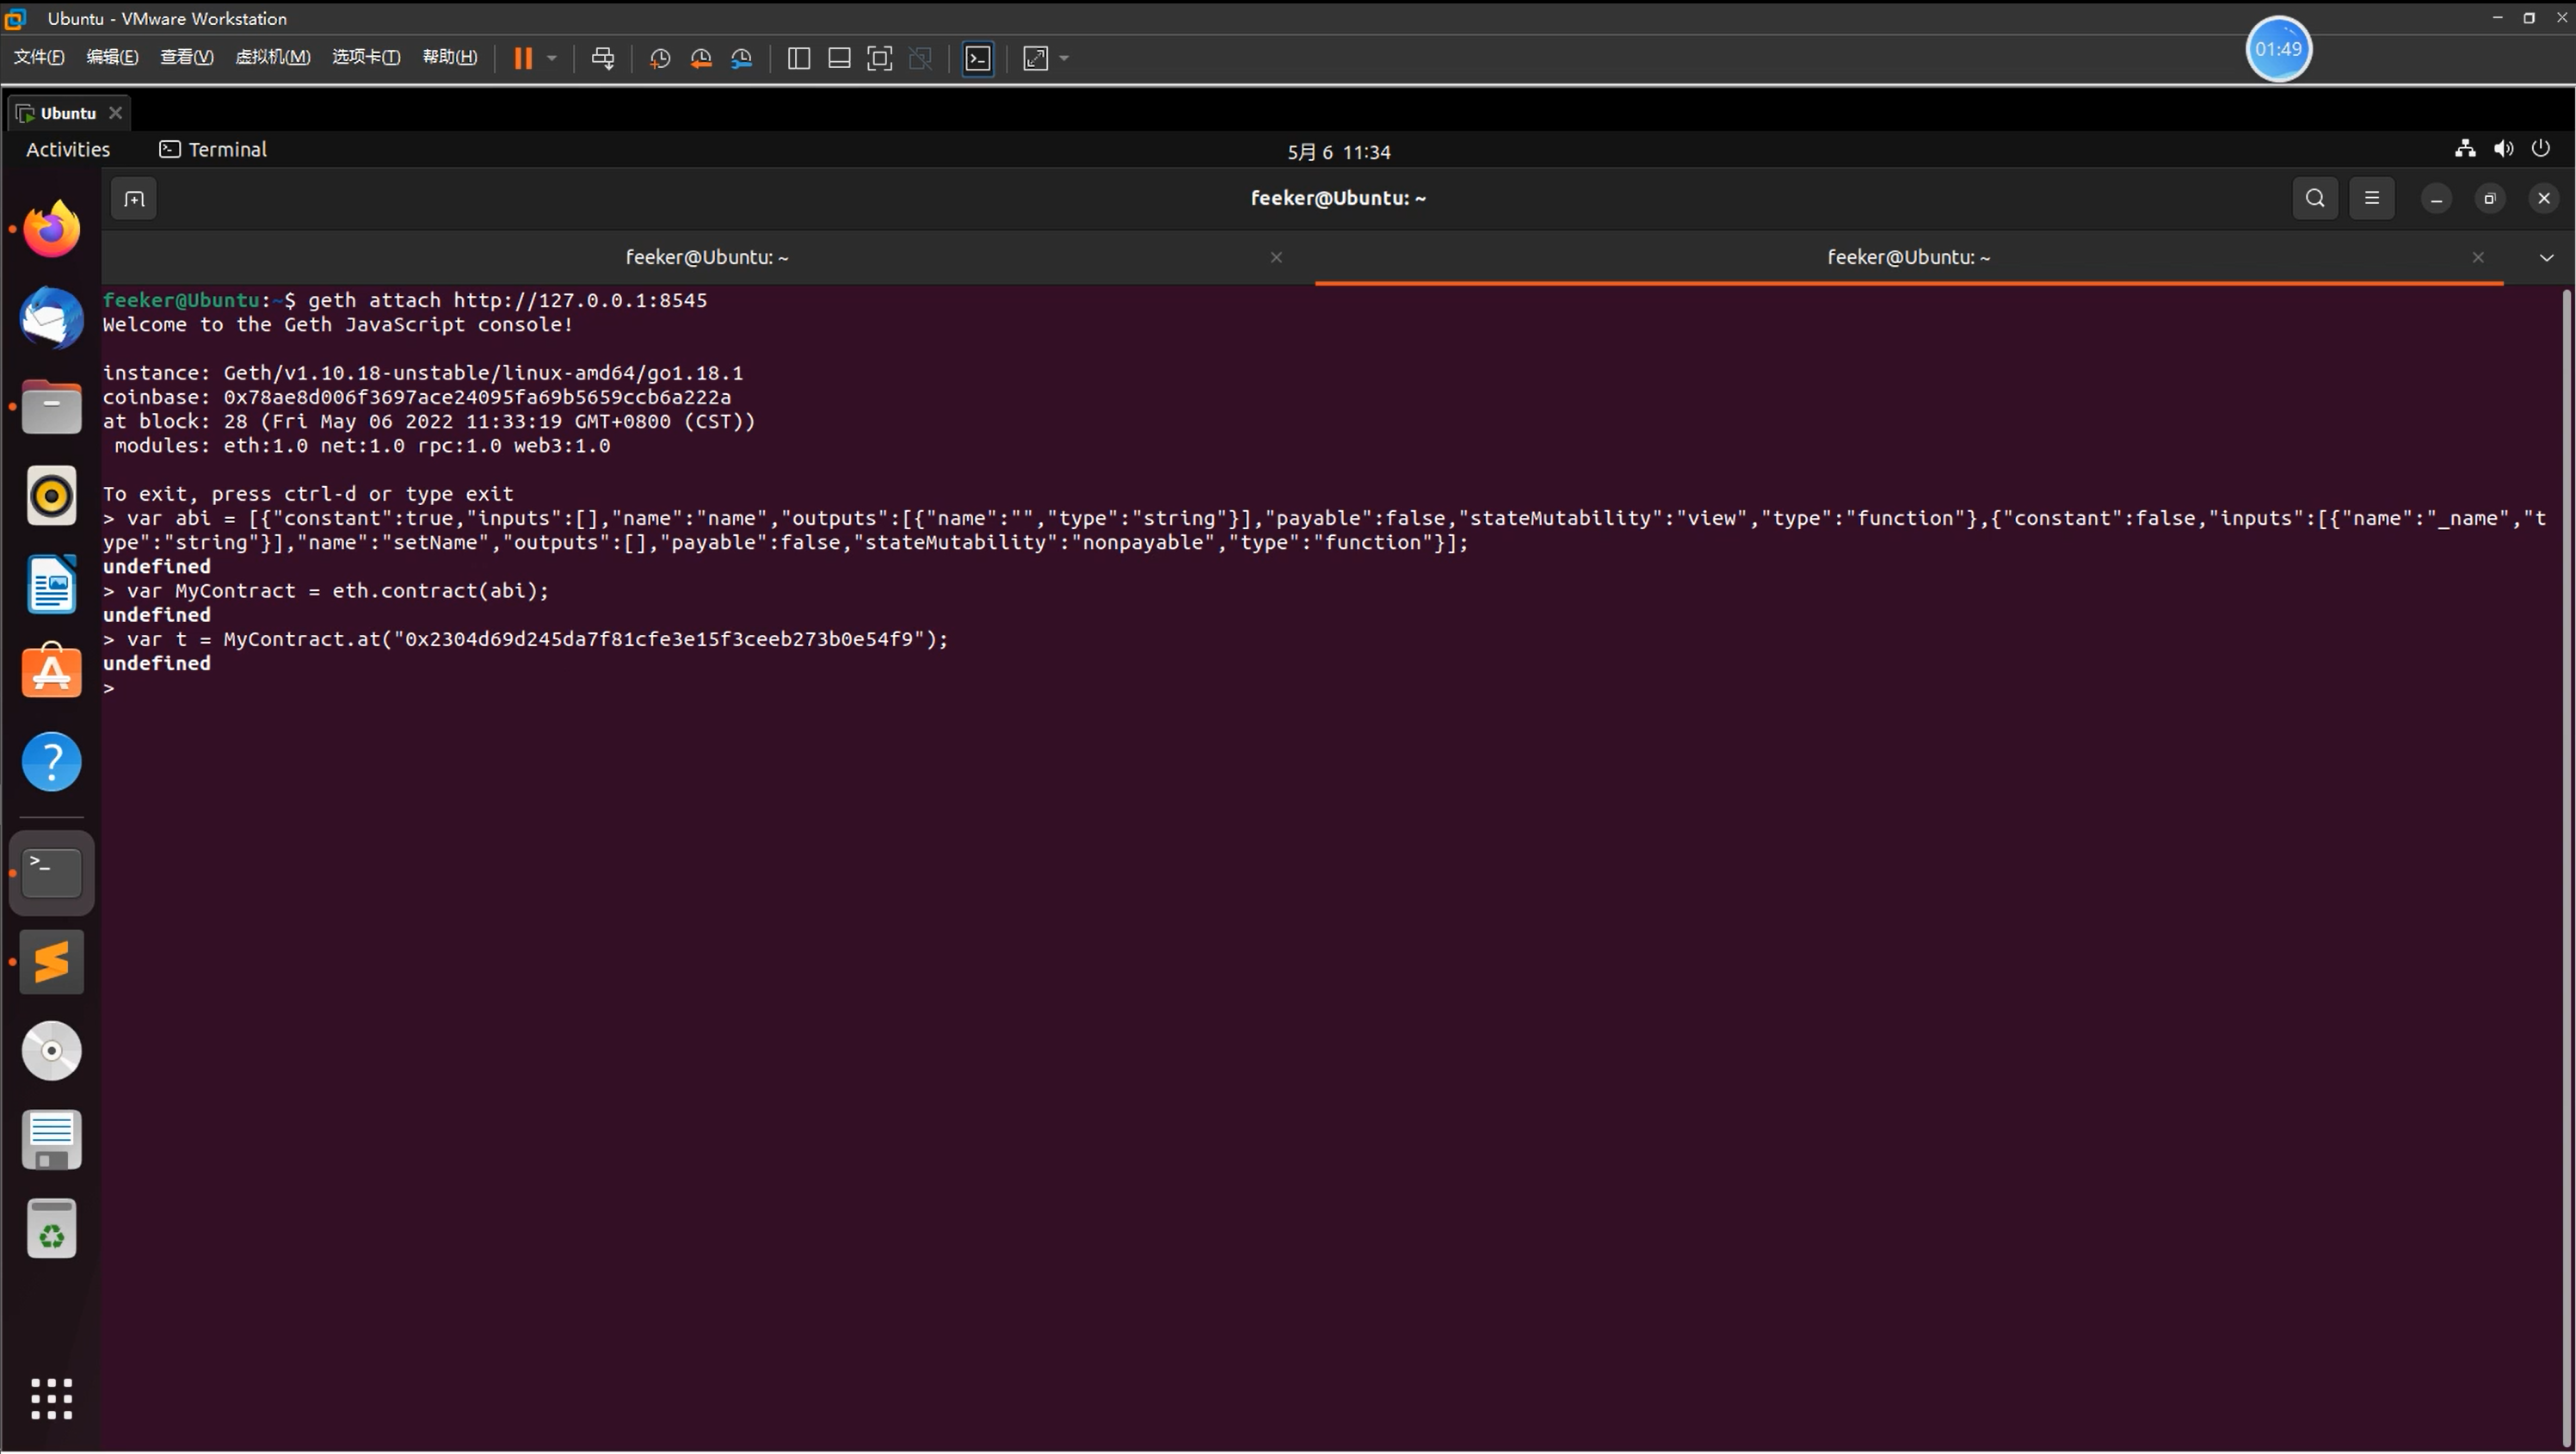 Ubuntu - VMware Workstation
文件(F) 编辑(E) 查看(V) 虚拟机(M) 选项卡(T) 帮助(H)
01:49
Ubuntu
Activities Terminal 5月 6 11:34
feeker@Ubuntu: ~
feeker@Ubuntu: ~ feeker@Ubuntu: ~
feeker@Ubuntu:~$ geth attach http://127.0.0.1:8545
Welcome to the Geth JavaScript console!
instance: Geth/v1.10.18-unstable/linux-amd64/go1.18.1
coinbase: 0x78ae8d006f3697ace24095fa69b5659ccb6a222a
at block: 28 (Fri May 06 2022 11:33:19 GMT+0800 (CST))
modules: eth:1.0 net:1.0 rpc:1.0 web3:1.0
To exit, press ctrl-d or type exit
> var abi = [{"constant":true,"inputs":[],"name":"name","outputs":[{"name":"","type":"string"}],"payable":false,"stateMutability":"view","type":"function"},{"constant":false,"inputs":[{"name":"_name","t
ype":"string"}],"name":"setName","outputs":[],"payable":false,"stateMutability":"nonpayable","type":"function"}];
undefined
> var MyContract = eth.contract(abi);
undefined
> var t = MyContract.at("0x2304d69d245da7f81cfe3e15f3ceeb273b0e54f9");
undefined
>